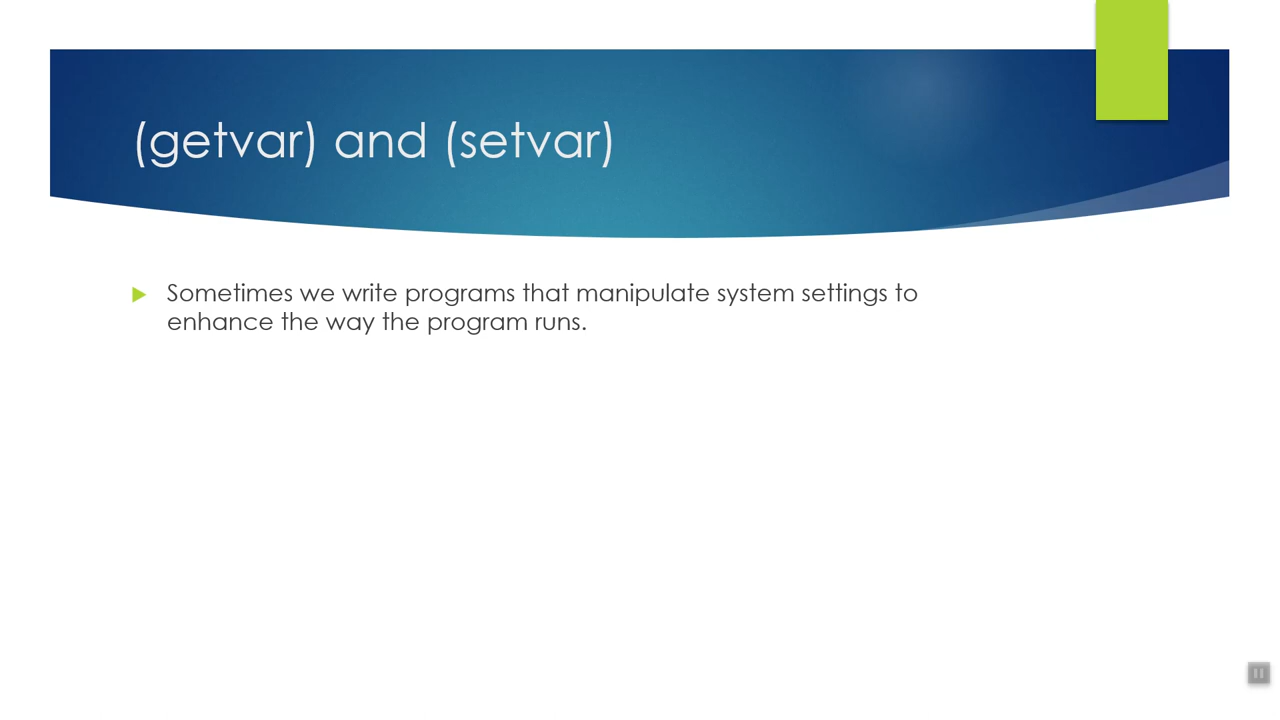 (getvar) and (setvar)
Sometimes we write programs that manipulate system settings to
enhance the way the program runs.